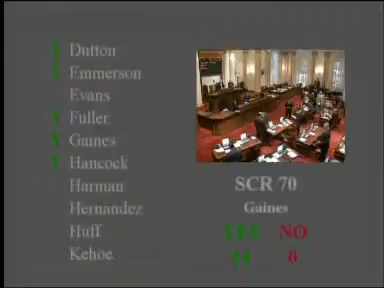 Y Dutton
Y Emmerson
Evans
Y Fuller
Y Gaines
Y Hancock
Harman
Hernandez
Huff
Kehoe
SCR 70
Gaines
YES NO
0